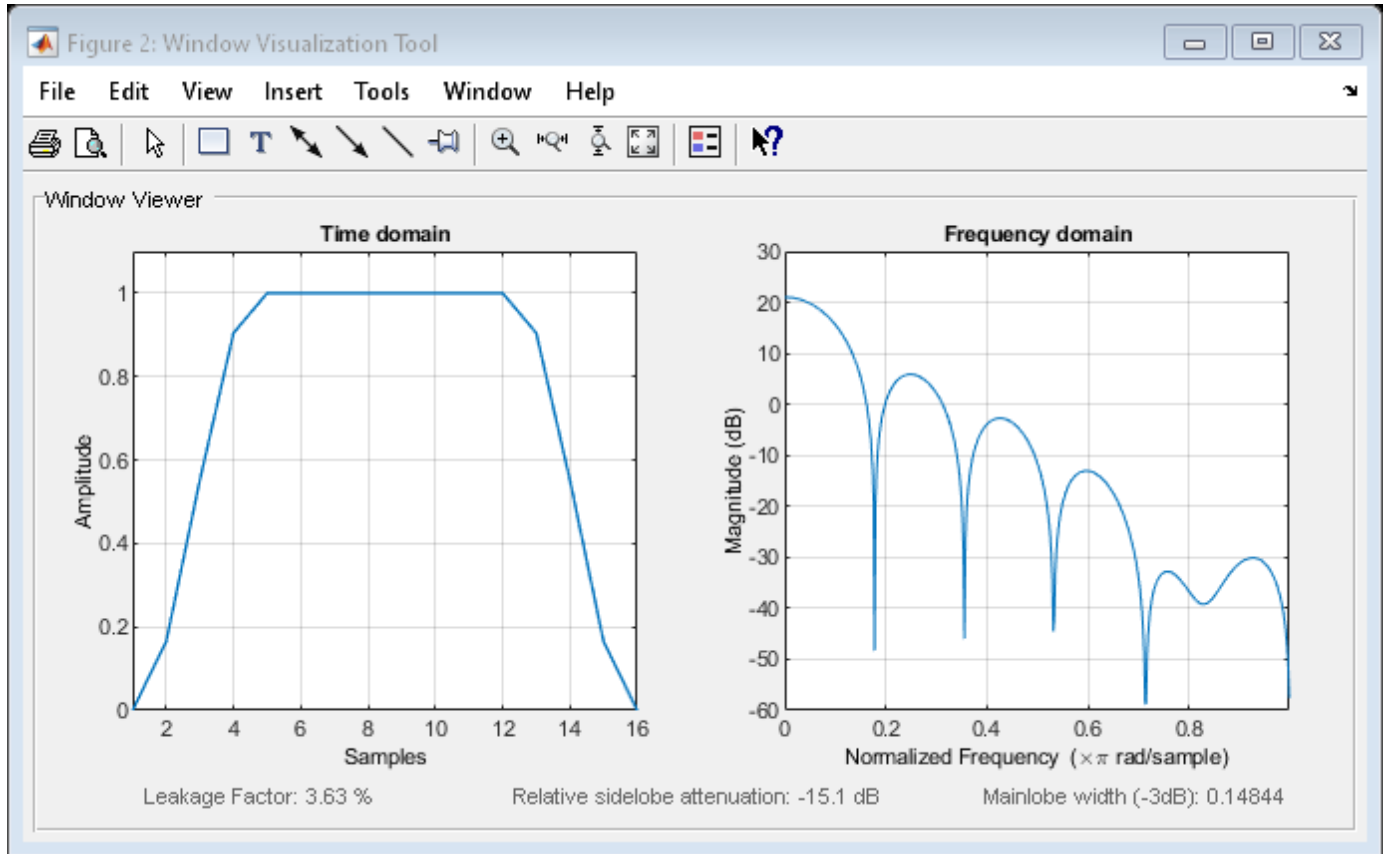 Figure 2: Window Visualization Tool
File Edit View Insert Tools Window Help
T
?
Window Viewer
Time domain
1
0.8
0.6
0.4
0.2
0
Amplitude
2 4 6 8 10 12 14 16
Samples
Frequency domain
30
20
10
0
-10
-20
-30
-40
-50
-60
Magnitude (dB)
0 0.2 0.4 0.6 0.8
Normalized Frequency (×π rad/sample)
Leakage Factor: 3.63 % Relative sidelobe attenuation: -15.1 dB Mainlobe width (-3dB): 0.14844